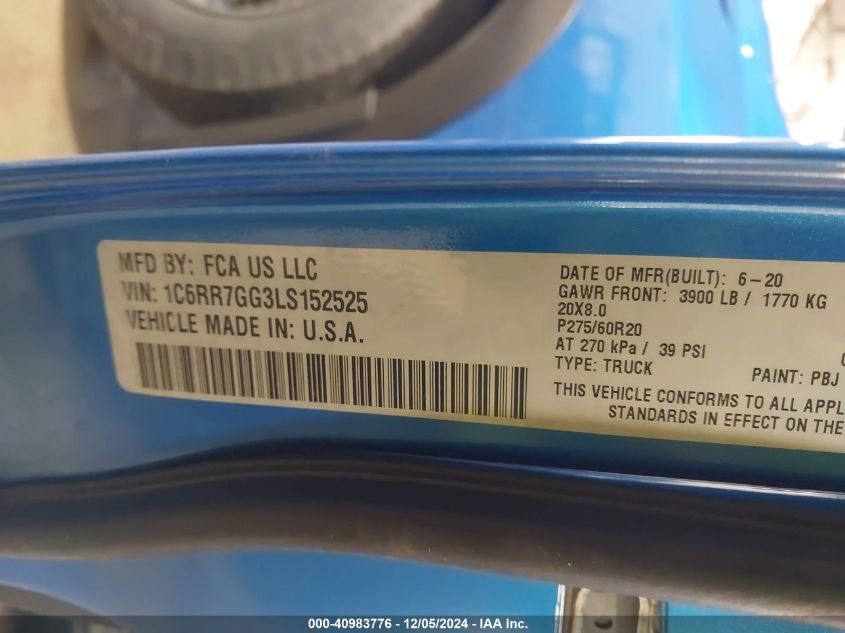 MFD BY: FCA US LLC
VIN: 1C6RR7GG3LS152525
VEHICLE MADE IN: U.S.A.
DATE OF MFR(BUILT): 6-20
GAWR FRONT: 3900 LB / 1770 KG
20X8.0
P275/60R20
AT 270 kPa / 39 PSI
TYPE: TRUCK
PAINT: PBJ
THIS VEHICLE CONFORMS TO ALL
STANDARDS IN EFFECT ON THE
000-40983776 - 12/05/2024 - IAA Inc.